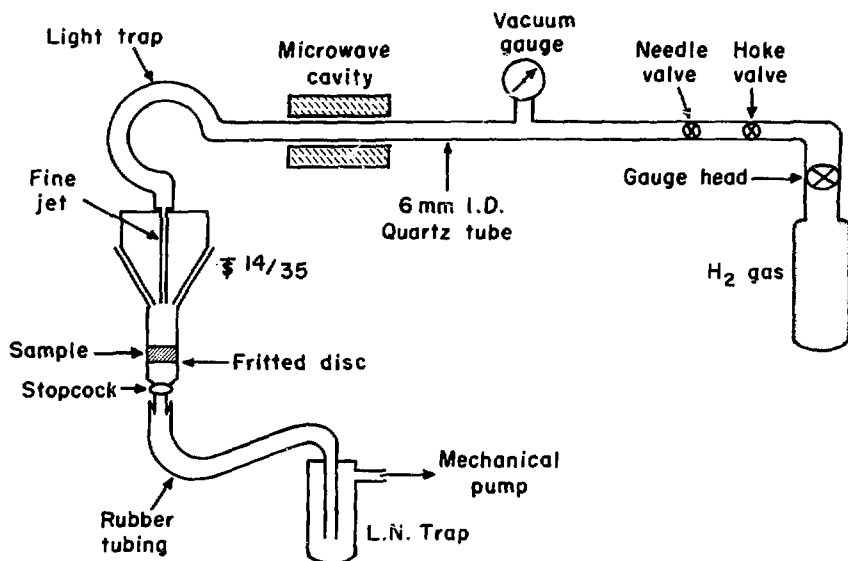 Light trap
Microwave
cavity
Vacuum
gauge
Needle
valve
Hoke
valve
Fine
jet
6 mm I.D.
Quartz tube
Gauge head
14/35
H₂ gas
Sample
Fritted disc
Stopcock
Mechanical
pump
Rubber
tubing
L.N. Trap